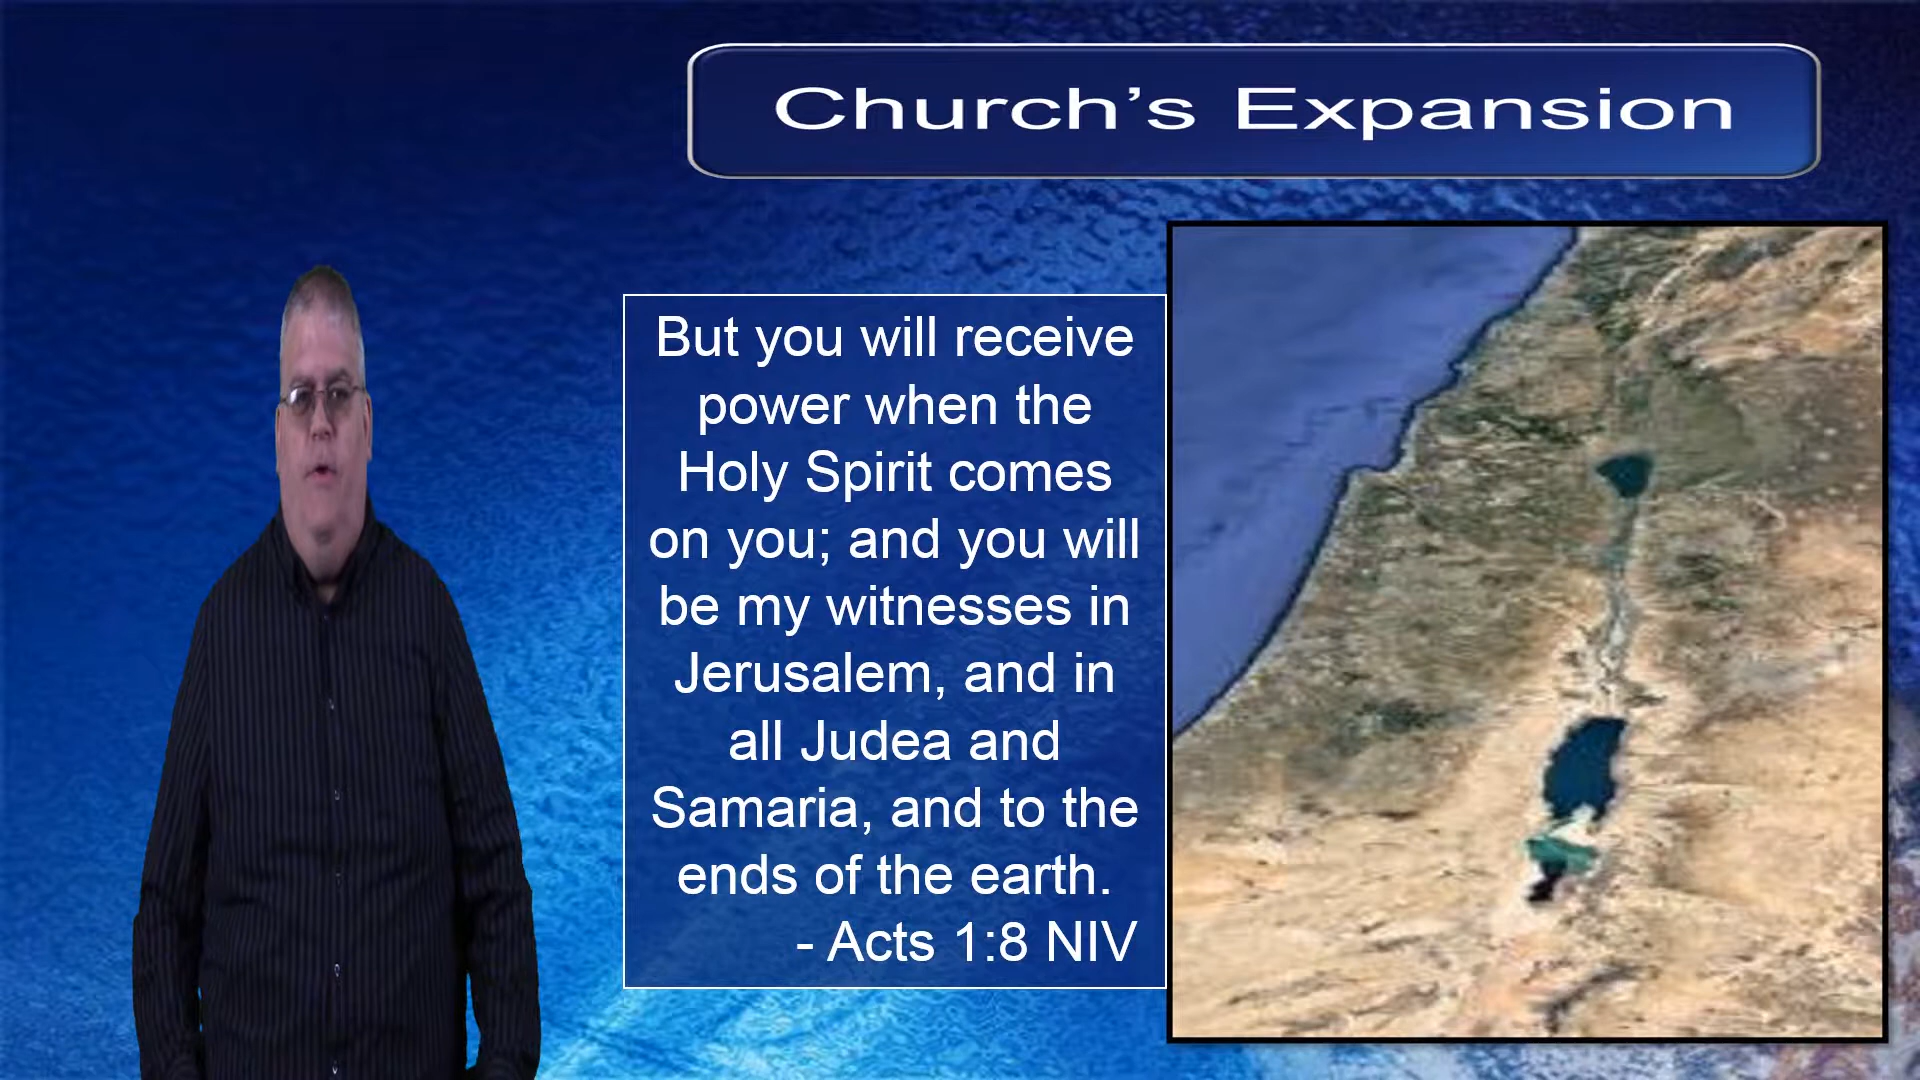 Church’s Expansion
But you will receive
power when the
Holy Spirit comes
on you; and you will
be my witnesses in
Jerusalem, and in
all Judea and
Samaria, and to the
ends of the earth.
- Acts 1:8 NIV